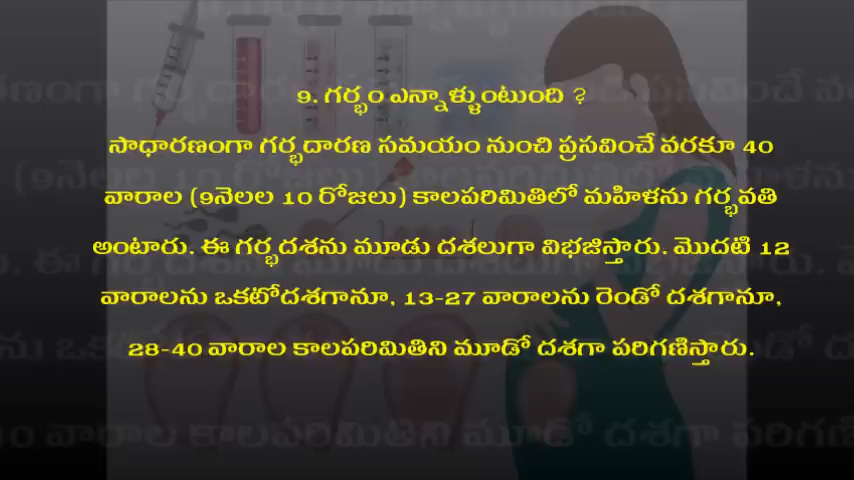 9. గర్భం ఎన్నాళ్ళుంటుంది ?
సాధారణంగా గర్భదారణ సమయం నుంచి ప్రసవించే వరకూ 40
వారాల (9నెలల 10 రోజులు) కాలపరిమితిలో మహిళను గర్భవతి
అంటారు. ఈ గర్భదశను మూడు దశలుగా విభజిస్తారు. మొదటి 12
వారాలను ఒకటోదశగానూ, 13-27 వారాలను రెండో దశగానూ,
28-40 వారాల కాలపరిమితిని మూడో దశగా పరిగణిస్తారు.